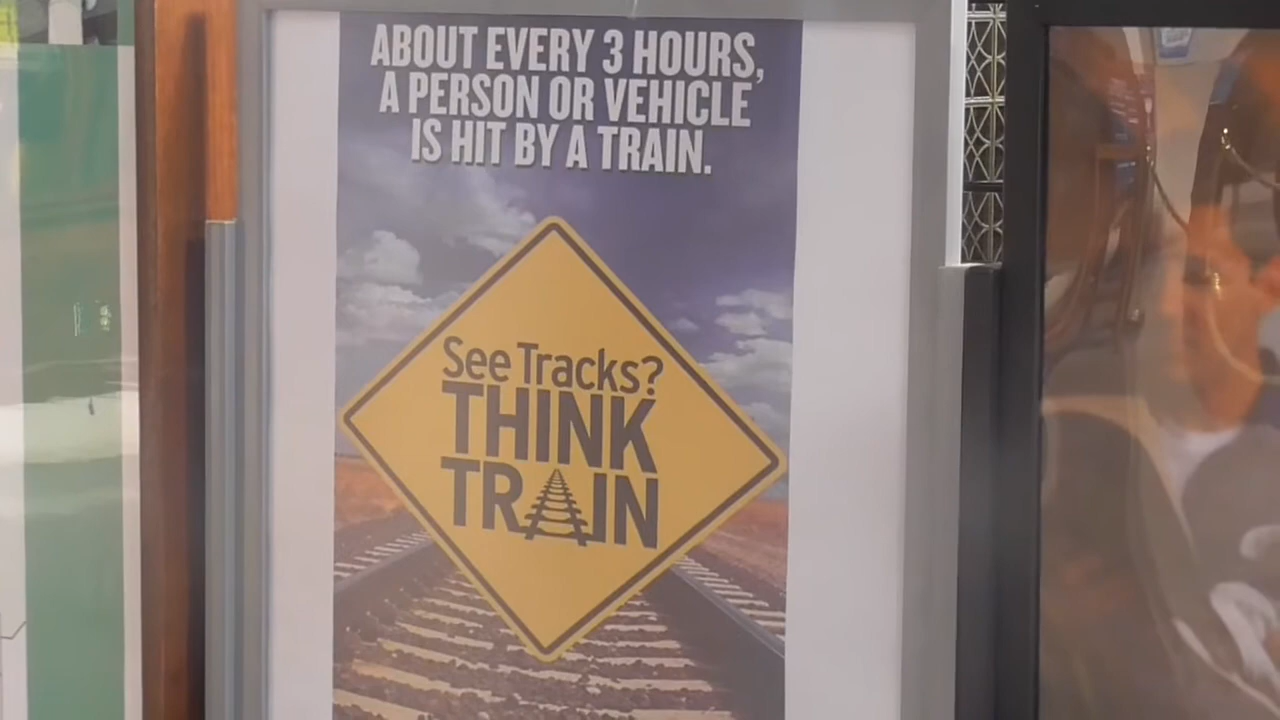 ABOUT EVERY 3 HOURS,
A PERSON OR VEHICLE
IS HIT BY A TRAIN.
See Tracks?
THINK
TRAIN